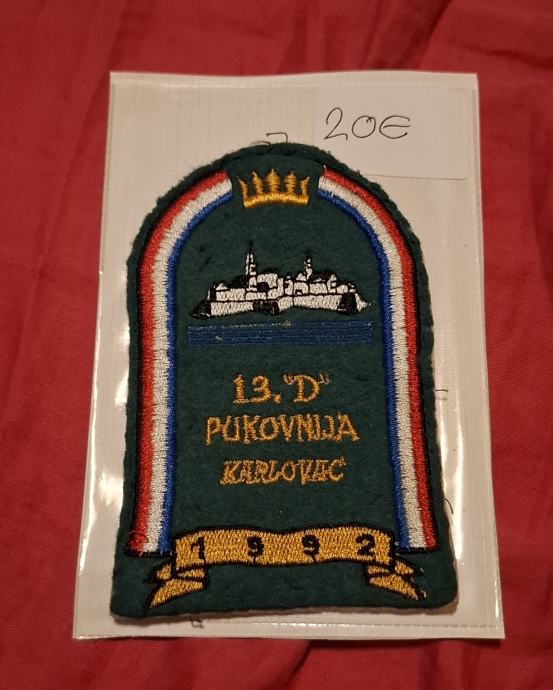 20€
13. "D"
PUKOVNIJA
KARLOVAC
1992